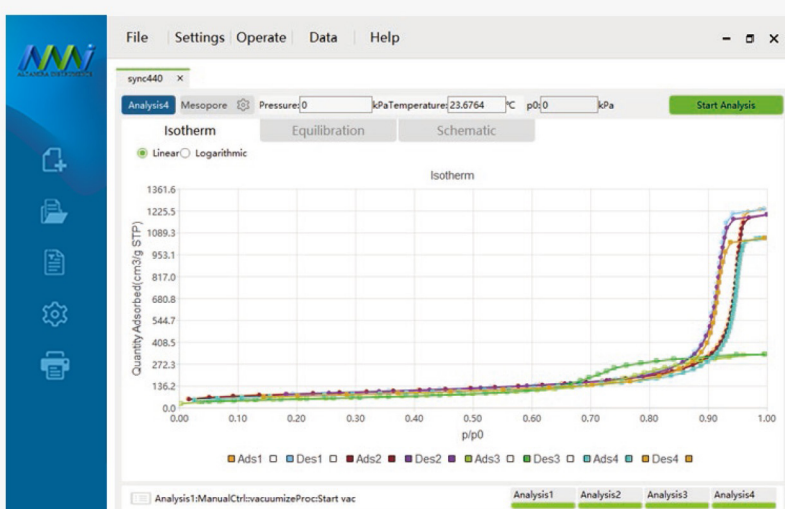 File Settings Operate Data Help
AMI
ALTAMIRA INSTRUMENTS
sync440 ×
Analysis4 Mesopore Pressure: 0 kPa Temperature: 23.6764 ℃ p0: 0 kPa Start Analysis
Isotherm Equilibration Schematic
Linear Logarithmic
Isotherm
Quantity Adsorbed(cm3/g STP)
1361.6
1225.5
1089.3
953.1
817.0
680.8
544.7
408.5
272.3
136.2
0.0
0.00 0.10 0.20 0.30 0.40 0.50 0.60 0.70 0.80 0.90 1.00
p/p0
Ads1 Des1 Ads2 Des2 Ads3 Des3 Ads4 Des4
Analysis1:ManualCtrl::vacuumizeProc:Start vac Analysis1 Analysis2 Analysis3 Analysis4